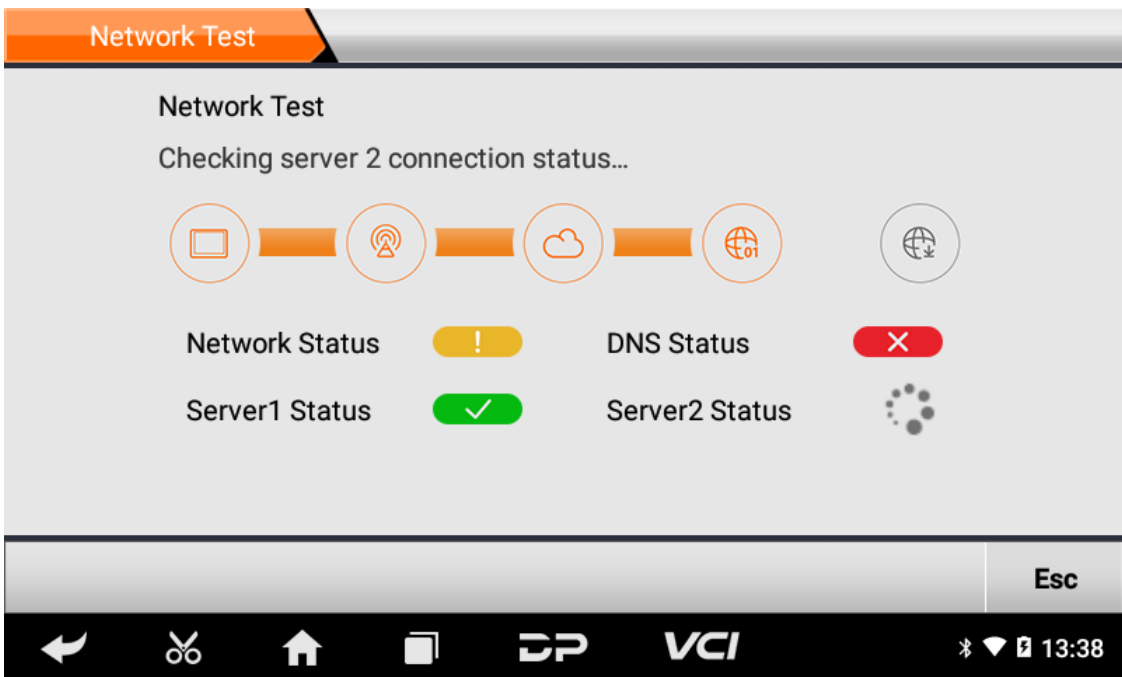 Network Test
Network Test
Checking server 2 connection status...
01
Network Status
!
DNS Status
Server1 Status
Server2 Status
Esc
DP
VCI
13:38